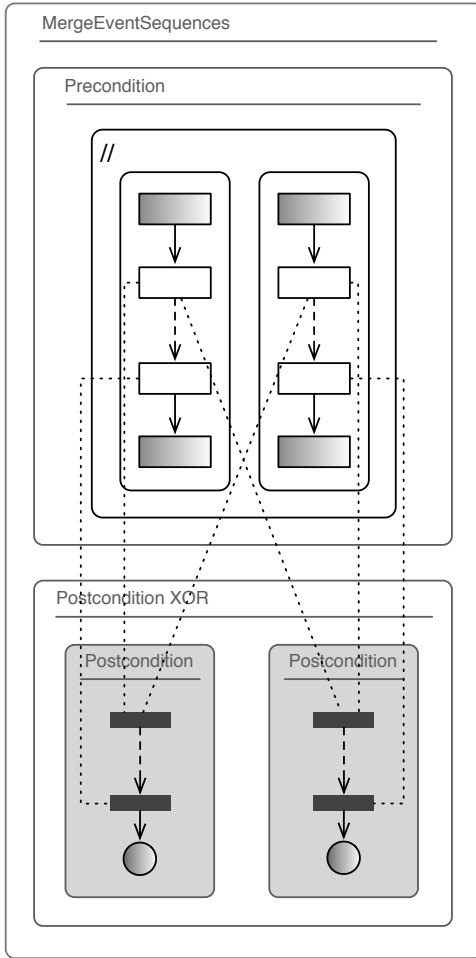 MergeEventSequences
Precondition
//
Postcondition XOR
Postcondition
Postcondition